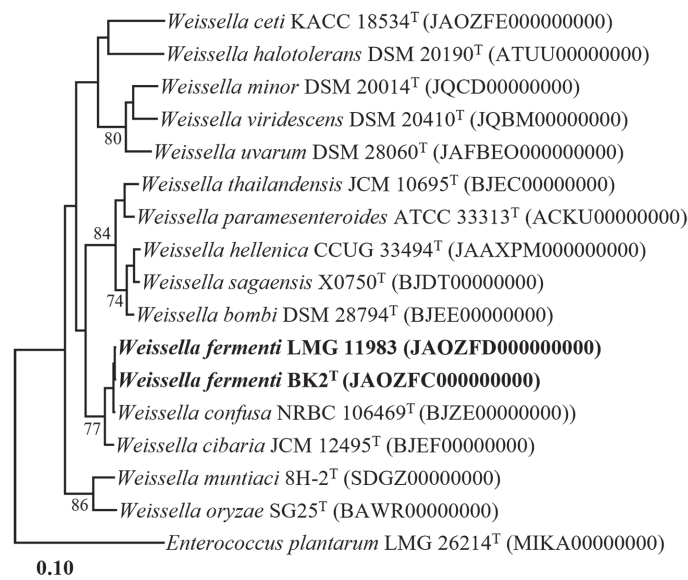 Weissella ceti KACC 18534ᵀ (JAOZFE000000000)
Weissella halotolerans DSM 20190ᵀ (ATUU00000000)
Weissella minor DSM 20014ᵀ (JQCD00000000)
Weissella viridescens DSM 20410ᵀ (JQBM00000000)
80
Weissella uvarum DSM 28060ᵀ (JAFBEO000000000)
Weissella thailandensis JCM 10695ᵀ (BJEC00000000)
Weissella paramesenteroides ATCC 33313ᵀ (ACKU00000000)
84
Weissella hellenica CCUG 33494ᵀ (JAAXPM000000000)
Weissella sagaensis X0750ᵀ (BJDT00000000)
74
Weissella bombi DSM 28794ᵀ (BJEE00000000)
Weissella fermenti LMG 11983 (JAOZFD000000000)
Weissella fermenti BK2ᵀ (JAOZFC000000000)
Weissella confusa NRBC 106469ᵀ (BJZE00000000))
77
Weissella cibaria JCM 12495ᵀ (BJEF00000000)
Weissella muntiaci 8H-2ᵀ (SDGZ00000000)
86
Weissella oryzae SG25ᵀ (BAWR00000000)
Enterococcus plantarum LMG 26214ᵀ (MIKA00000000)
0.10